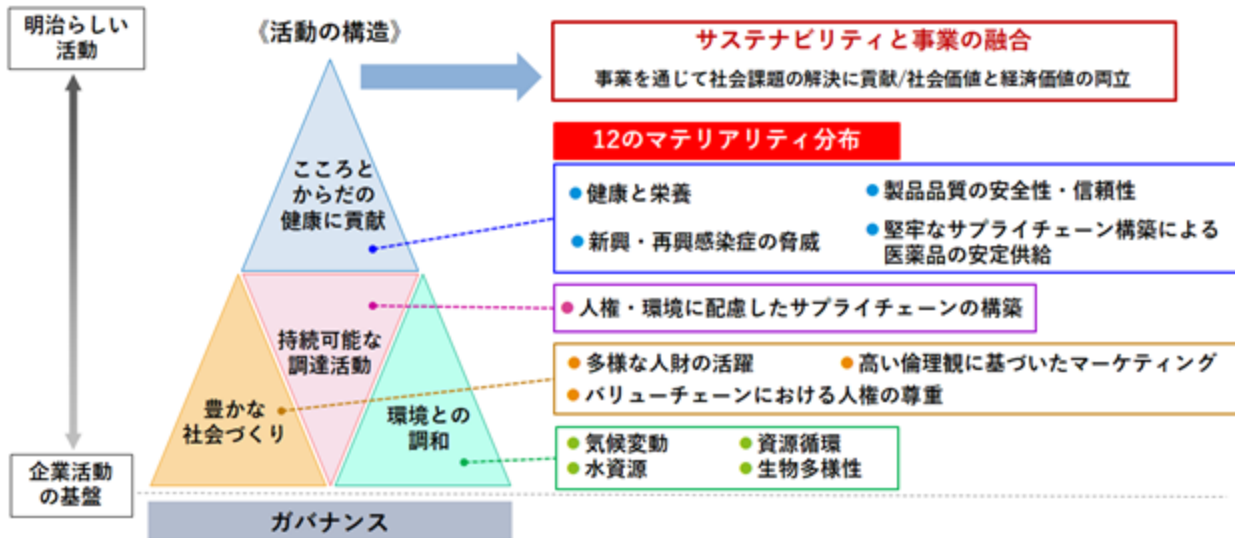 明治らしい
活動
《活動の構造》
サステナビリティと事業の融合
事業を通じて社会課題の解決に貢献/社会価値と経済価値の両立
12のマテリアリティ分布
こころと
からだの
健康に貢献
●健康と栄養
●製品品質の安全性・信頼性
●新興・再興感染症の脅威
●堅牢なサプライチェーン構築による
医薬品の安定供給
持続可能な
調達活動
●人権・環境に配慮したサプライチェーンの構築
豊かな
社会づくり
●多様な人財の活躍
●高い倫理観に基づいたマーケティング
●バリューチェーンにおける人権の尊重
環境との
調和
●気候変動
●資源循環
●水資源
●生物多様性
企業活動
の基盤
ガバナンス